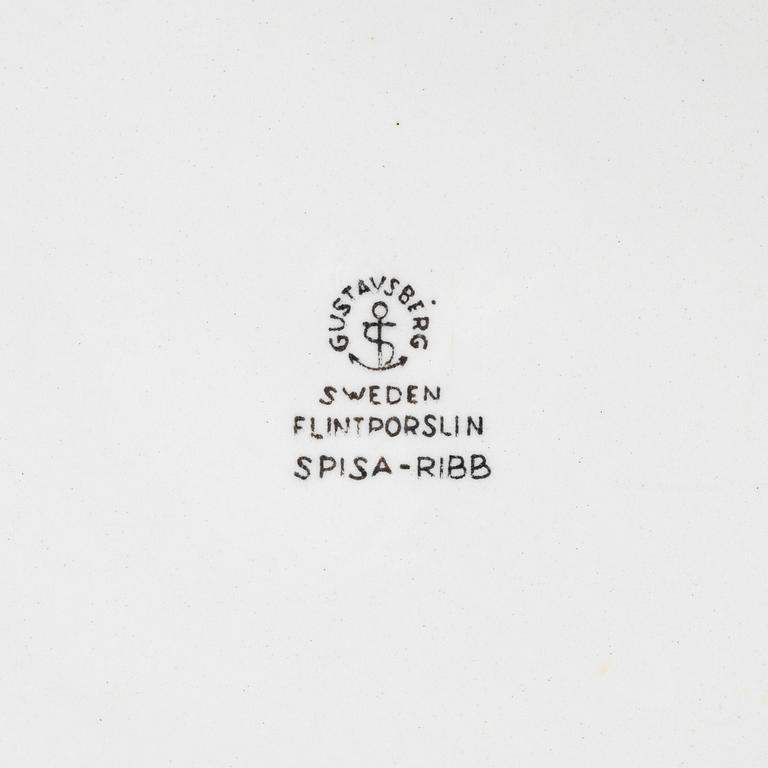 GUSTAVSBERG
SWEDEN
FLINTPORSLIN
SPISA-RIBB